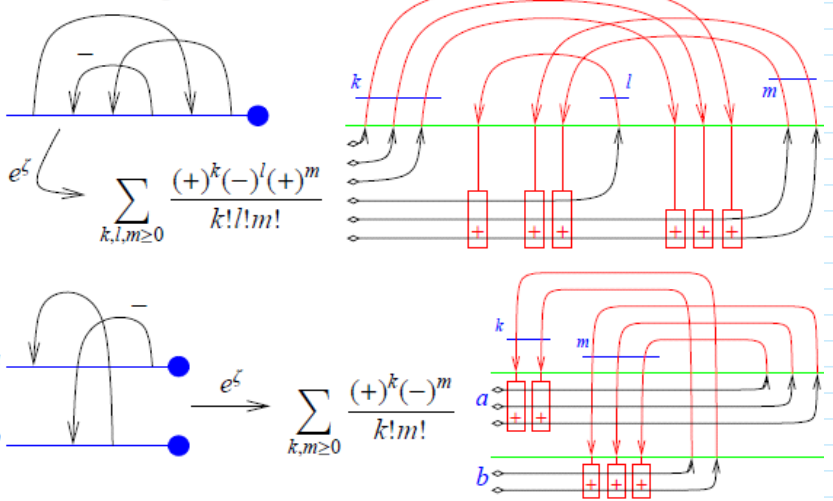 −
k
l
m
e^ζ
∑_{k,l,m≥0} (+)^k(−)^l(+)^m / k!l!m!
+ + + + + +
−
k
m
e^ζ
∑_{k,m≥0} (+)^k(−)^m / k!m!
a
+ +
b
+ + +